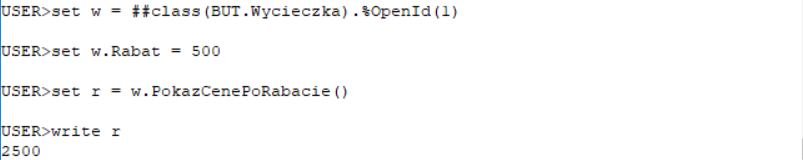 USER>set w = ##class(BUT.Wycieczka).%OpenId(1)
USER>set w.Rabat = 500
USER>set r = w.PokazCenePoRabacie()
USER>write r
2500